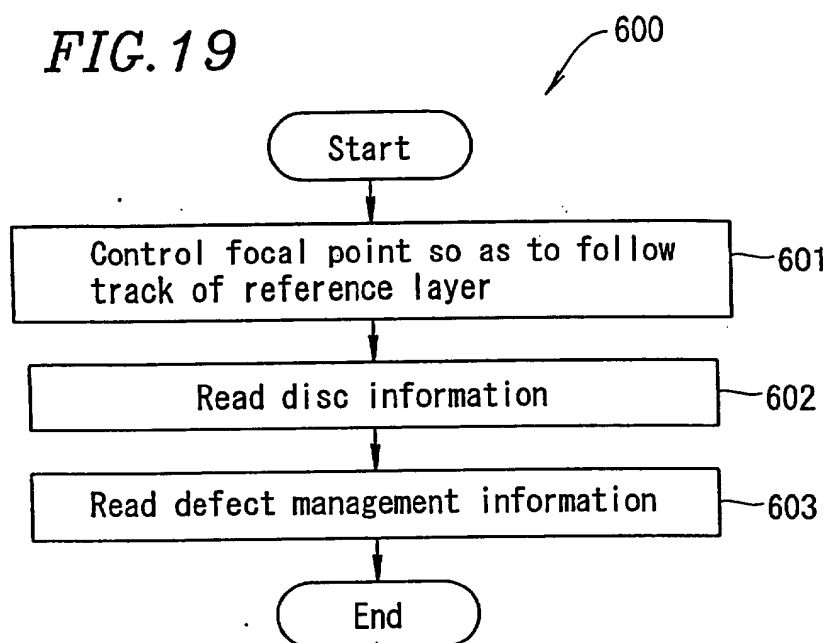 FIG. 19
600
Start
Control focal point so as to follow
track of reference layer
601
Read disc information
602
Read defect management information
603
End